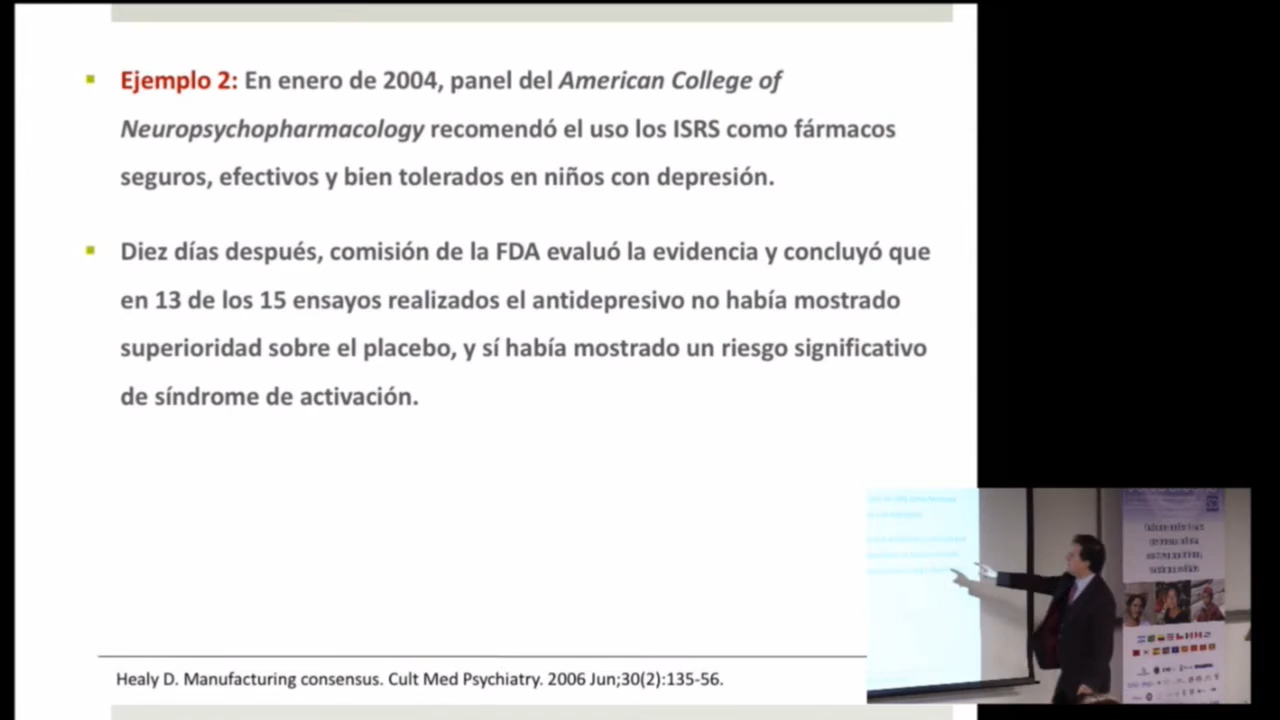 Ejemplo 2: En enero de 2004, panel del American College of
Neuropsychopharmacology recomendó el uso los ISRS como fármacos
seguros, efectivos y bien tolerados en niños con depresión.
Diez días después, comisión de la FDA evaluó la evidencia y concluyó que
en 13 de los 15 ensayos realizados el antidepresivo no había mostrado
superioridad sobre el placebo, y sí había mostrado un riesgo significativo
de síndrome de activación.
Healy D. Manufacturing consensus. Cult Med Psychiatry. 2006 Jun;30(2):135-56.